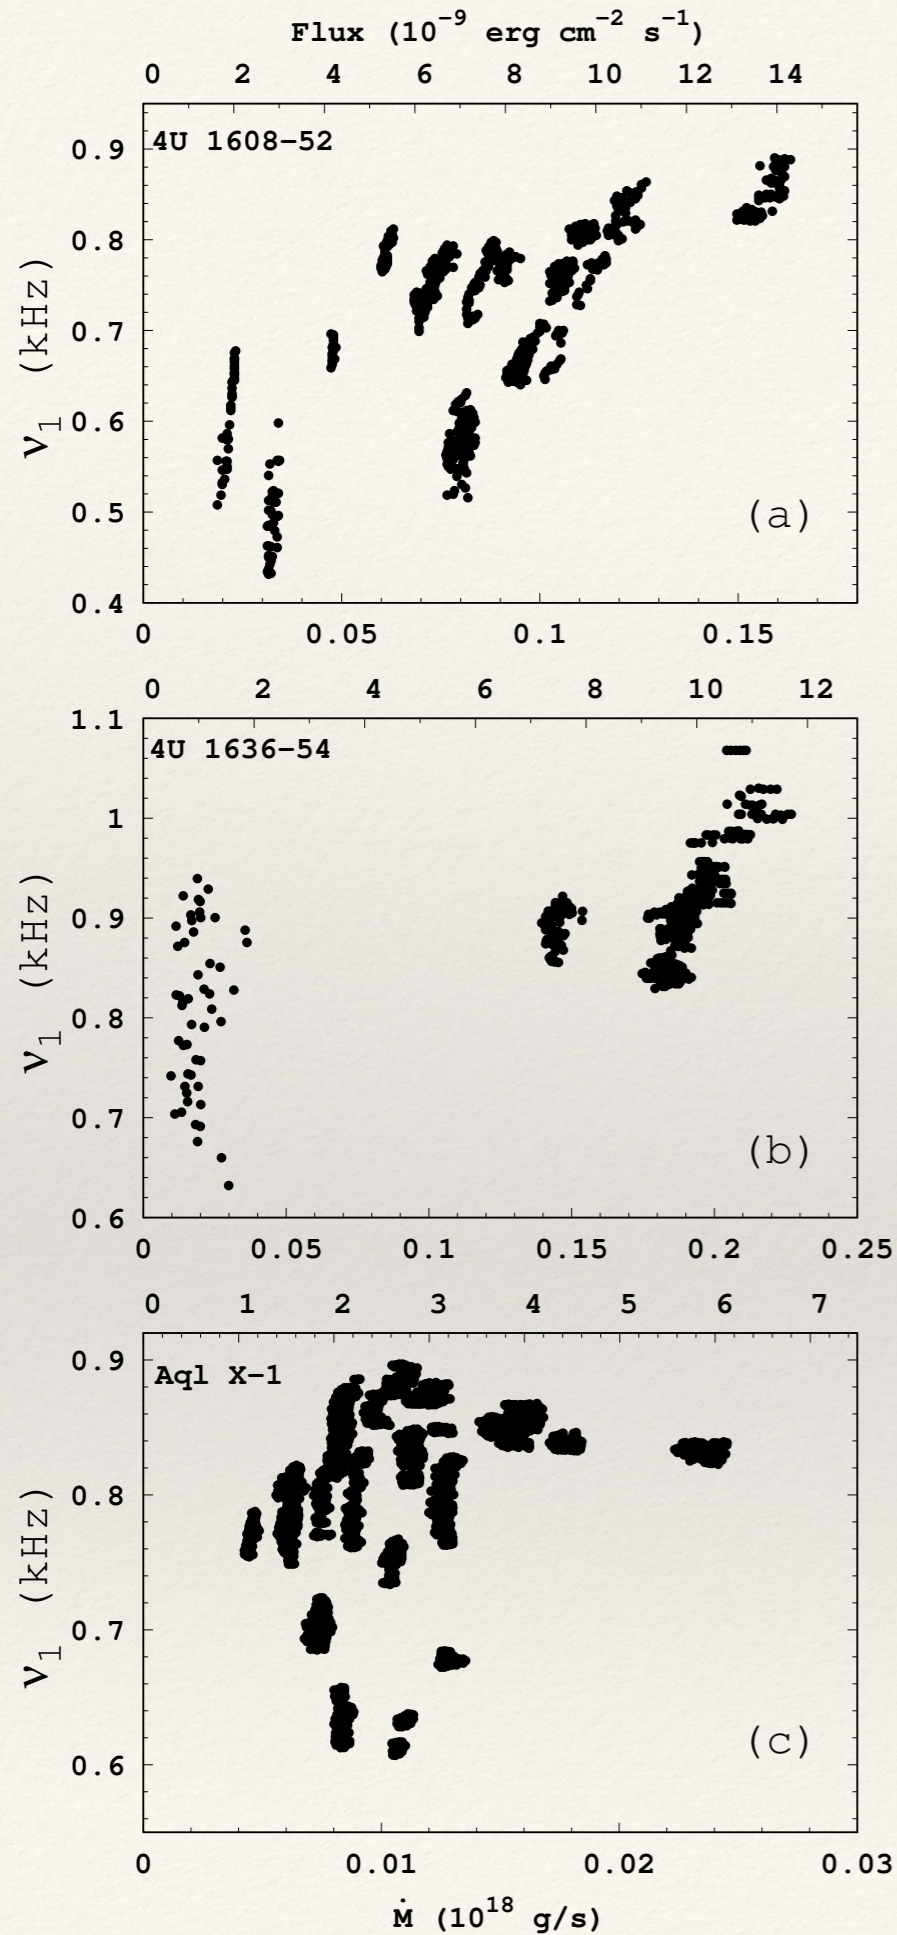 Flux (10⁻⁹ erg cm⁻² s⁻¹)
0 2 4 6 8 10 12 14
4U 1608−52
0.9
0.8
0.7
0.6
0.5
0.4
ν₁ (kHz)
(a)
0 0.05 0.1 0.15
0 2 4 6 8 10 12
4U 1636−54
1.1
1
0.9
0.8
0.7
0.6
ν₁ (kHz)
(b)
0 0.05 0.1 0.15 0.2 0.25
0 1 2 3 4 5 6 7
Aql X−1
0.9
0.8
0.7
0.6
ν₁ (kHz)
(c)
0 0.01 0.02 0.03
Ṁ (10¹⁸ g/s)